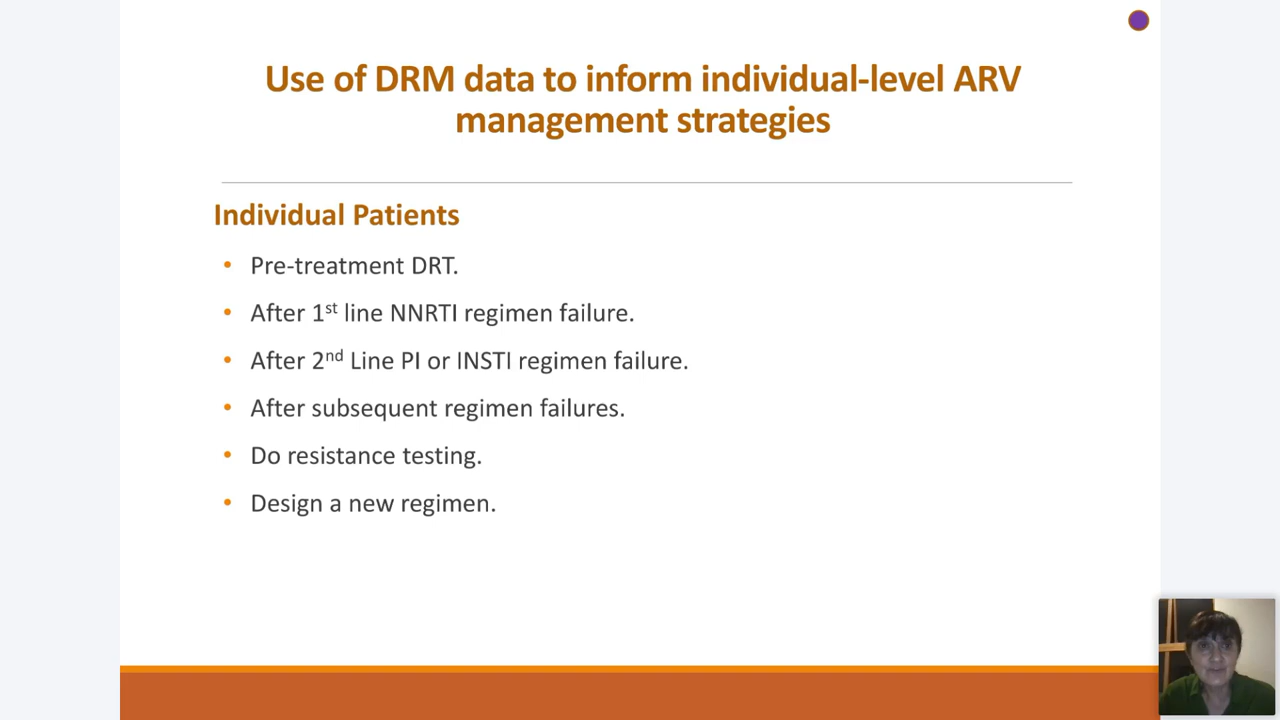 Use of DRM data to inform individual-level ARV
management strategies
Individual Patients
• Pre-treatment DRT.
• After 1st line NNRTI regimen failure.
• After 2nd Line PI or INSTI regimen failure.
• After subsequent regimen failures.
• Do resistance testing.
• Design a new regimen.